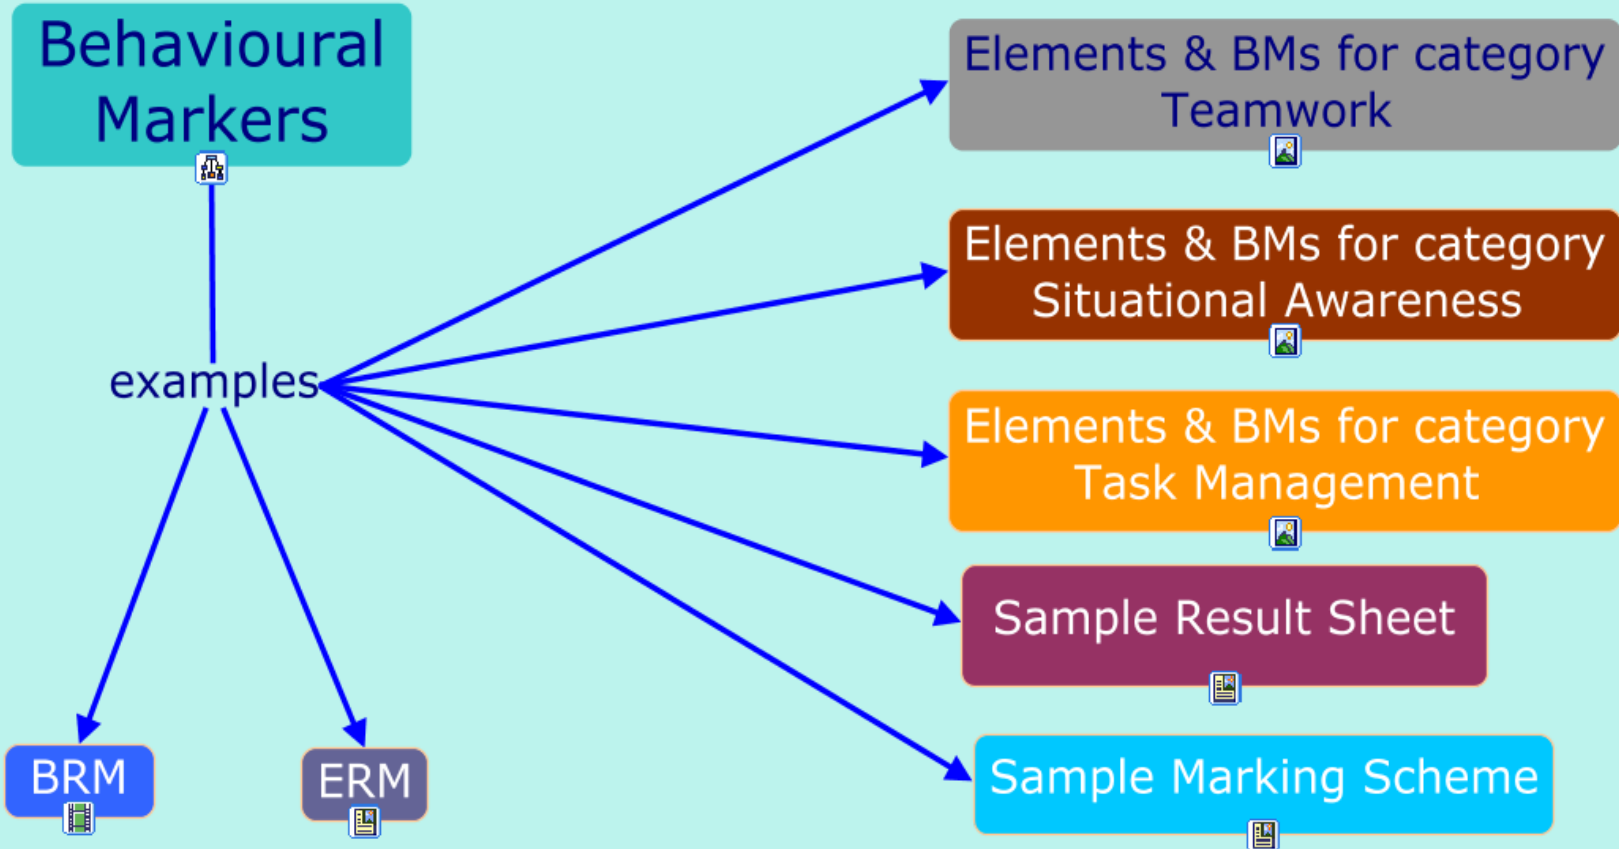 Behavioural
Markers
Elements & BMs for category
Teamwork
Elements & BMs for category
Situational Awareness
examples
Elements & BMs for category
Task Management
Sample Result Sheet
BRM
ERM
Sample Marking Scheme